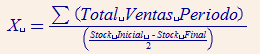 X␣ = ∑ (Total␣Ventas␣Periodo) / ((Stock␣Inicial␣-␣Stock␣Final) / 2)